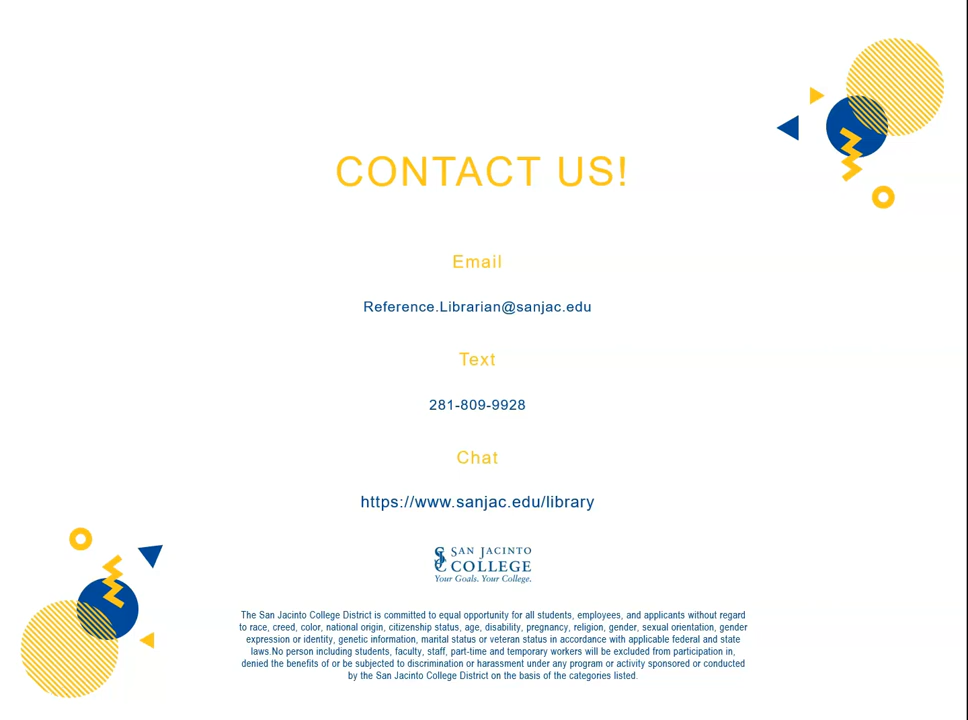 CONTACT US!
Email
Reference.Librarian@sanjac.edu
Text
281-809-9928
Chat
https://www.sanjac.edu/library
SJC SAN JACINTO
COLLEGE
Your Goals. Your College.
The San Jacinto College District is committed to equal opportunity for all students, employees, and applicants without regard
to race, creed, color, national origin, citizenship status, age, disability, pregnancy, religion, gender, sexual orientation, gender
expression or identity, genetic information, marital status or veteran status in accordance with applicable federal and state
laws.No person including students, faculty, staff, part-time and temporary workers will be excluded from participation in,
denied the benefits of or be subjected to discrimination or harassment under any program or activity sponsored or conducted
by the San Jacinto College District on the basis of the categories listed.